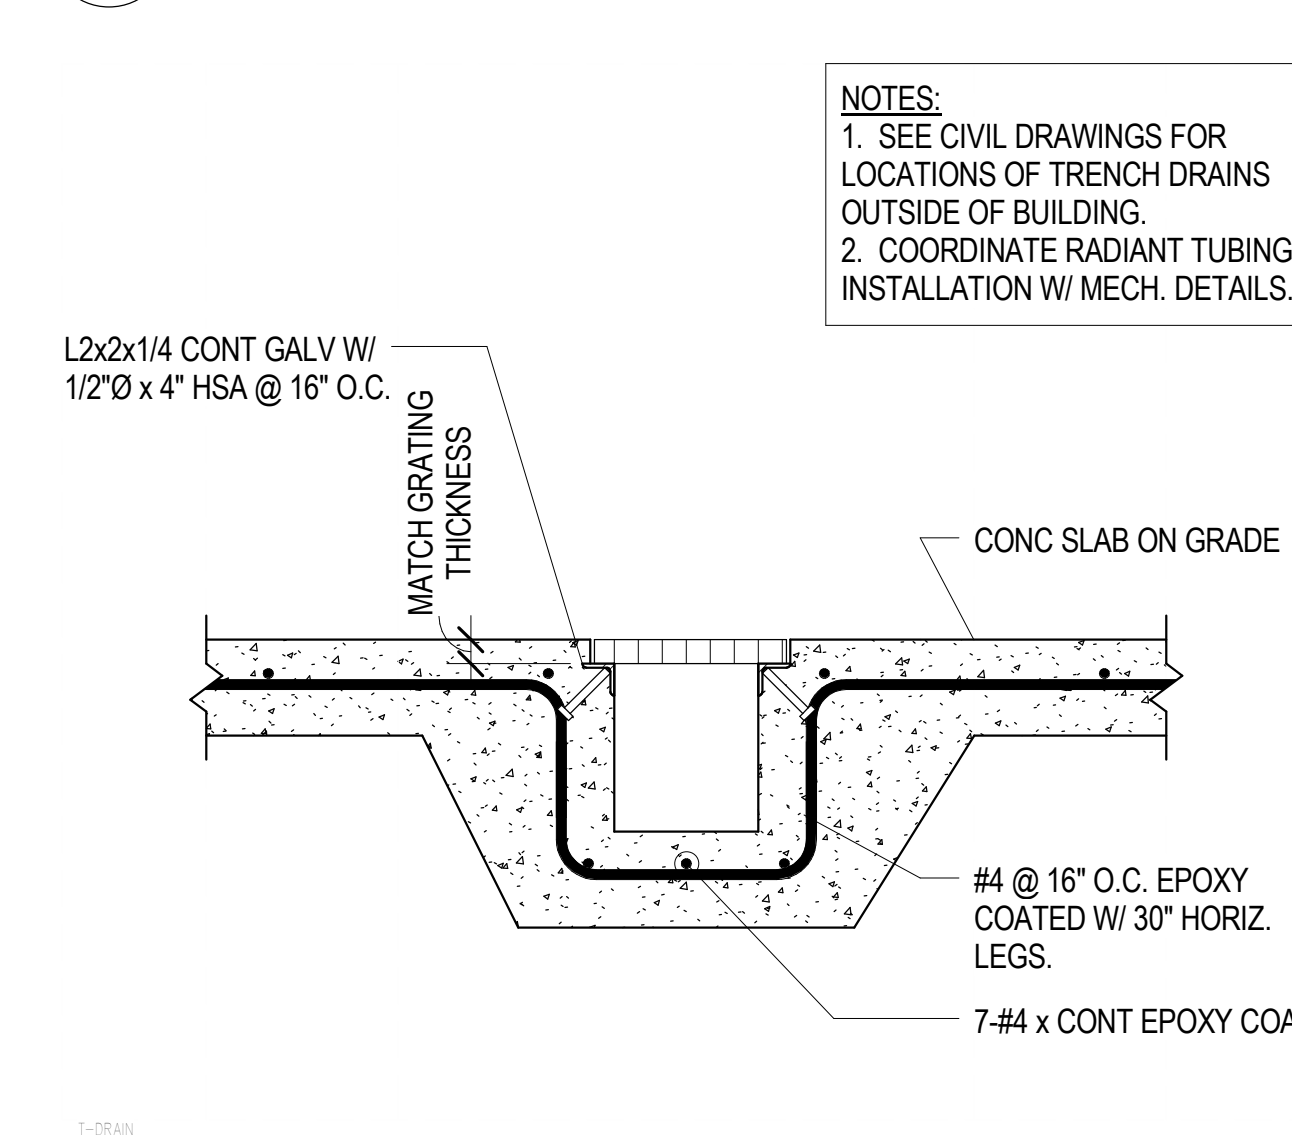 NOTES:
1. SEE CIVIL DRAWINGS FOR
LOCATIONS OF TRENCH DRAINS
OUTSIDE OF BUILDING.
2. COORDINATE RADIANT TUBING
INSTALLATION W/ MECH. DETAILS.
L2x2x1/4 CONT GALV W/
1/2"Ø x 4" HSA @ 16" O.C.
MATCH GRATING
THICKNESS
CONC SLAB ON GRADE
#4 @ 16" O.C. EPOXY
COATED W/ 30" HORIZ.
LEGS.
7-#4 x CONT EPOXY
T-DRAIN